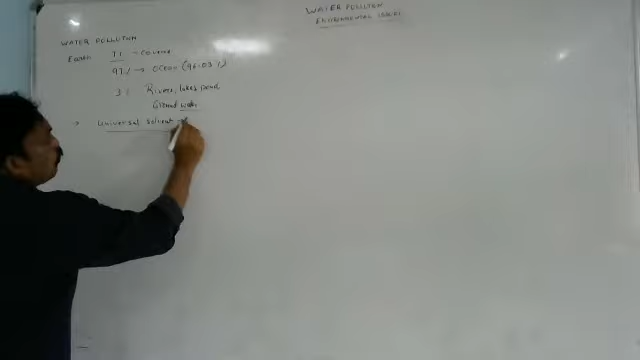 WATER POLLUTION
ENVIRONMENTAL ISSUES
WATER POLLUTION
Earth 71 - Covered
97% → Ocean (96.03%)
3% Rivers, lakes, pond
Ground water
→ Universal solvent